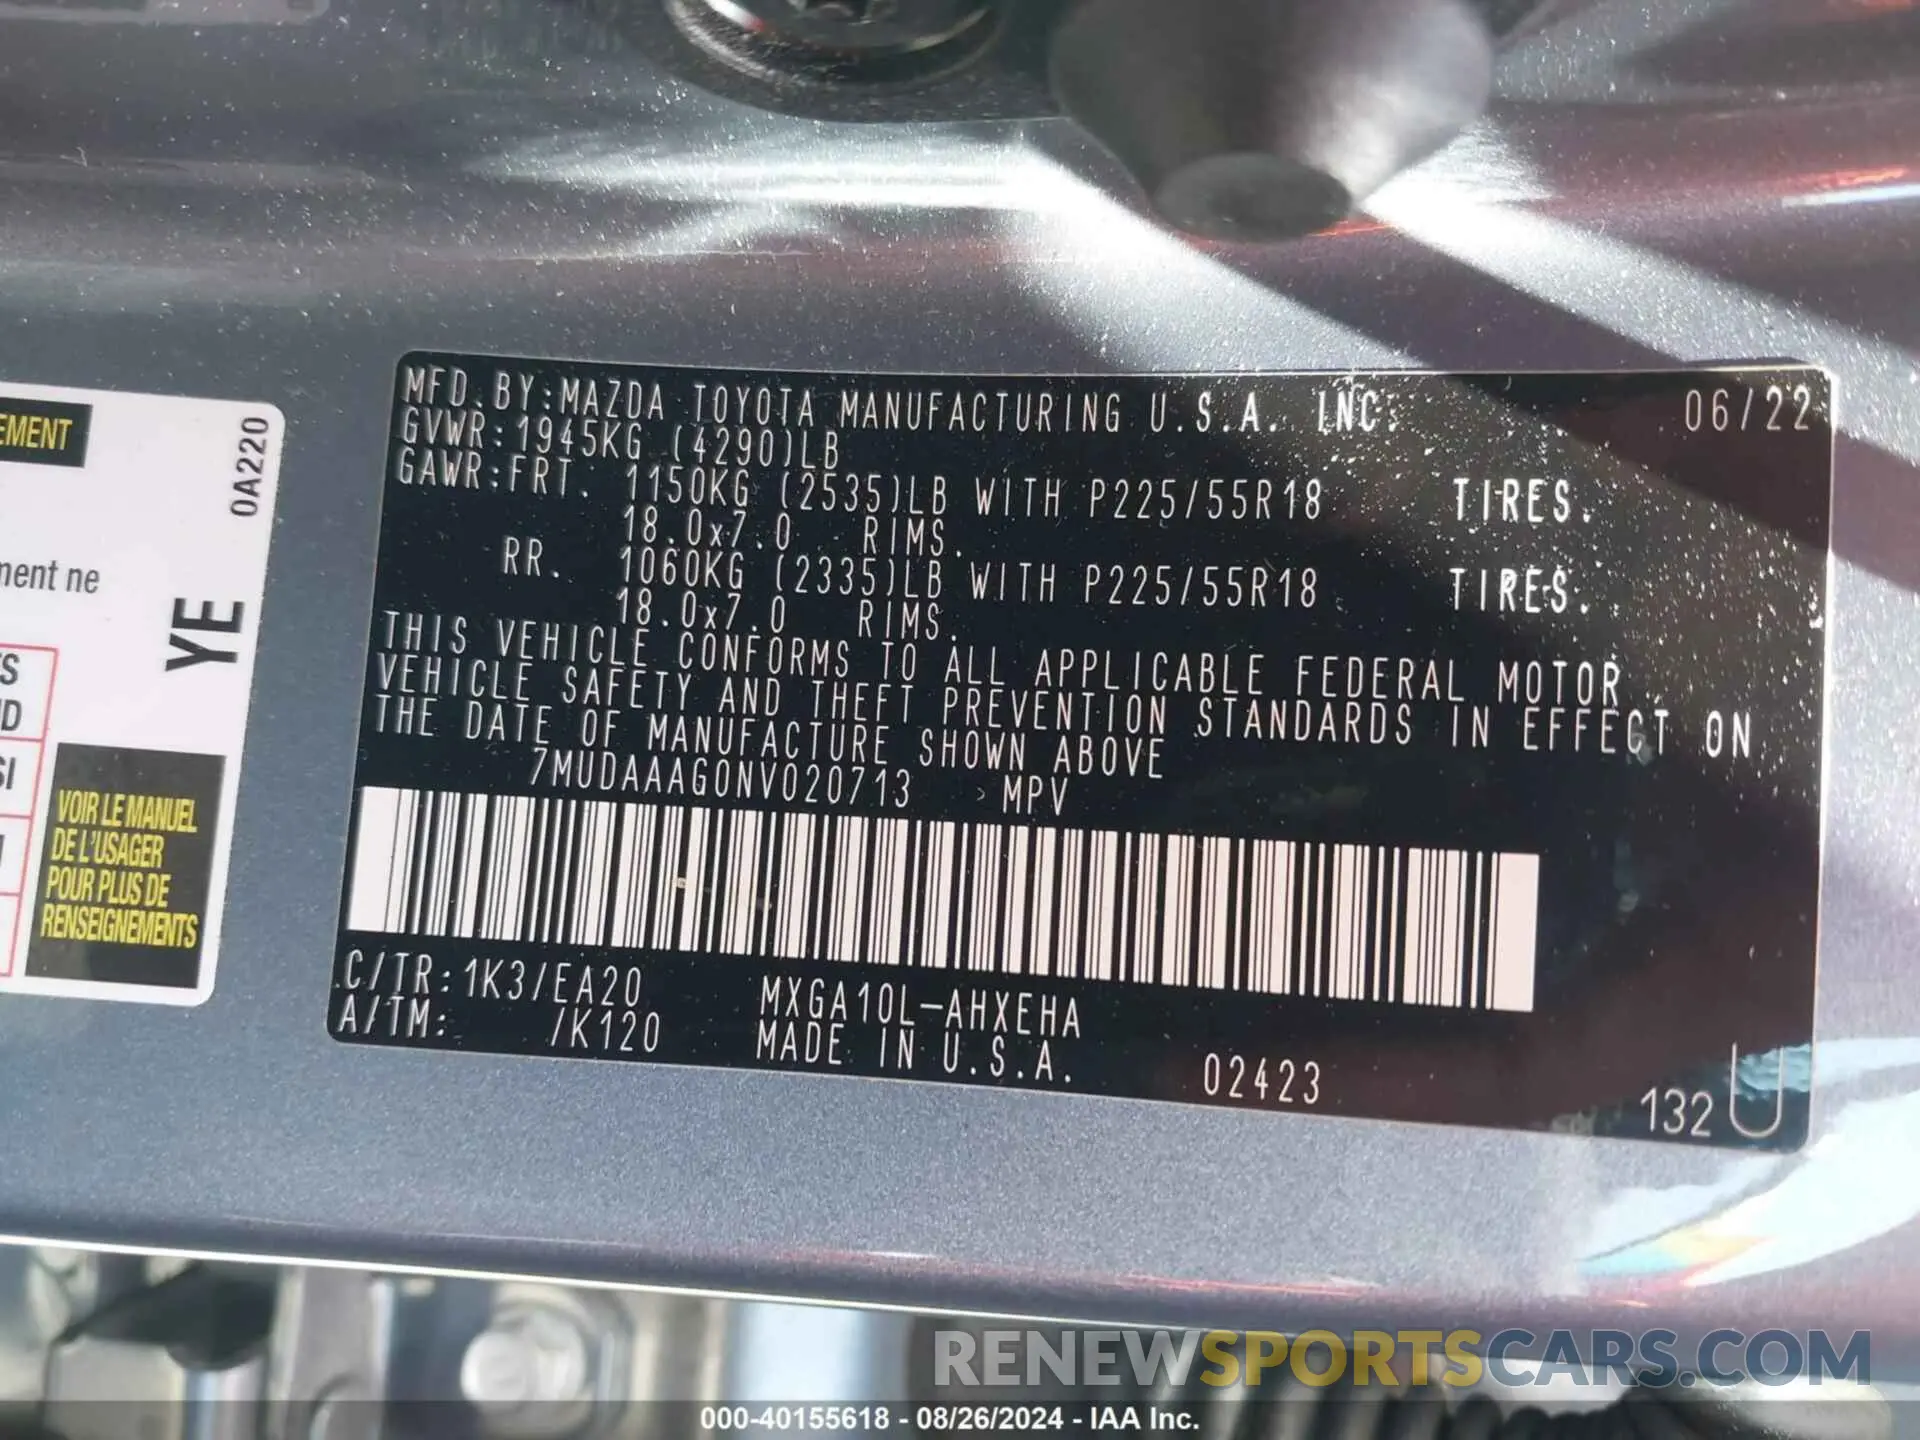 EMENT
0A220
ment ne
YE
S
ND
SI
VOIR LE MANUEL
DE L'USAGER
POUR PLUS DE
RENSEIGNEMENTS
MFD.BY:MAZDA TOYOTA MANUFACTURING U.S.A. INC. 06/22
GVWR:1945KG (4290)LB
GAWR:FRT. 1150KG (2535)LB WITH P225/55R18 TIRES.
18.0x7.0 RIMS.
RR. 1060KG (2335)LB WITH P225/55R18 TIRES.
18.0x7.0 RIMS.
THIS VEHICLE CONFORMS TO ALL APPLICABLE FEDERAL MOTOR
VEHICLE SAFETY AND THEFT PREVENTION STANDARDS IN EFFECT ON
THE DATE OF MANUFACTURE SHOWN ABOVE
7MUDAAAG0NV020713 MPV
C/TR:1K3/EA20 MXGA10L-AHXEHA
A/TM: /K120 MADE IN U.S.A.
02423
132 U
RENEWSPORTSCARS.COM
000-40155618 - 08/26/2024 - IAA Inc.